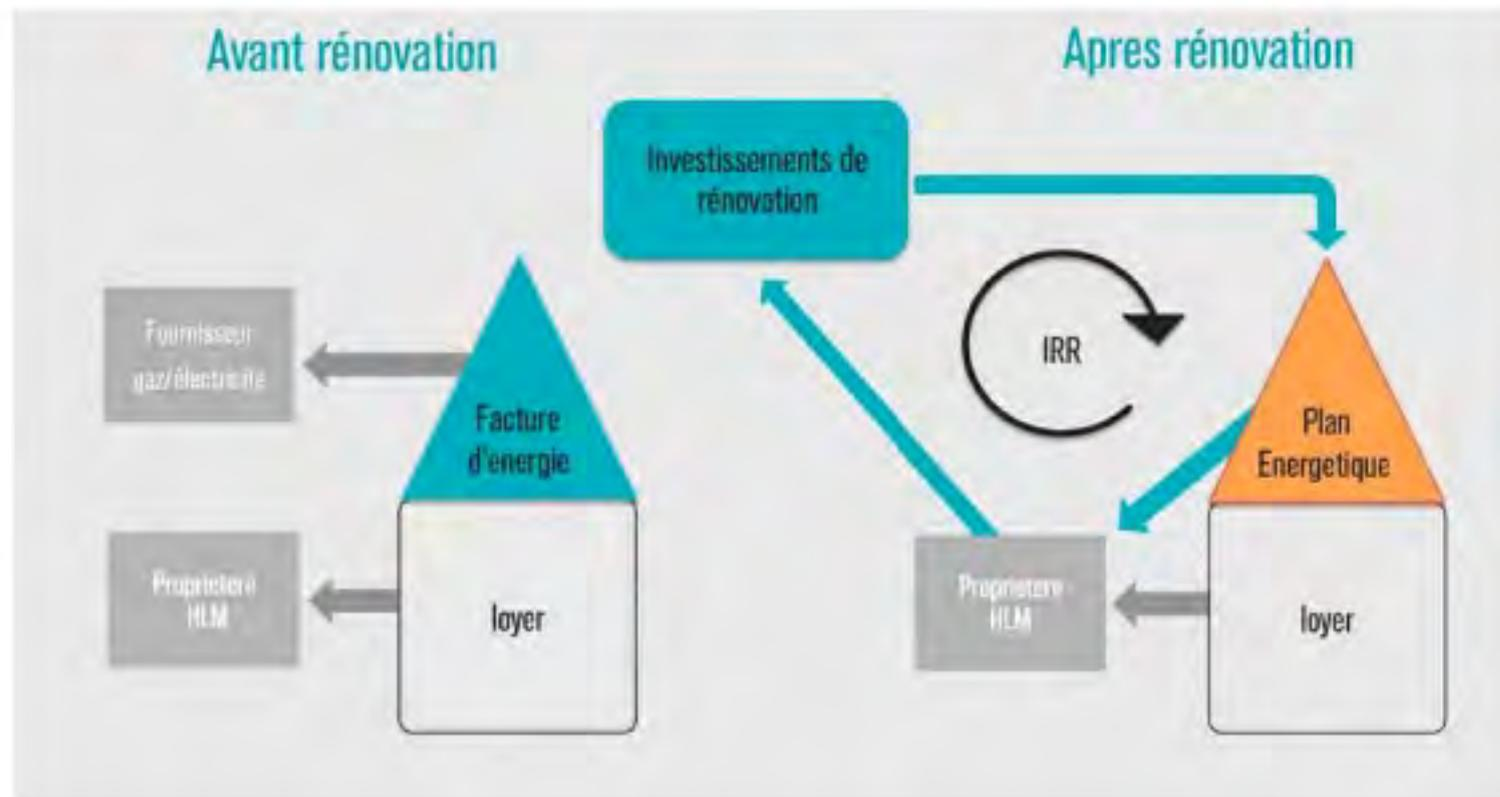 Avant rénovation
Apres rénovation
Investissements de
rénovation
Fournisseur
gaz/électricité
Facture
d'energie
IRR
Plan
Energetique
Proprietere
HLM
loyer
Proprietere
HLM
loyer